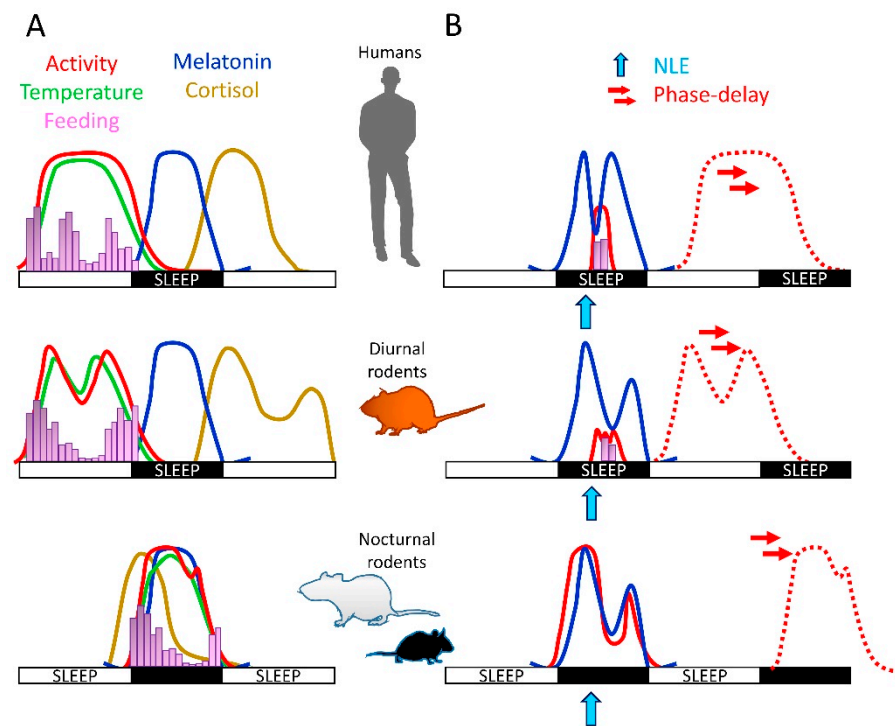 A
B
Activity
Melatonin
Temperature
Cortisol
Feeding
Humans
NLE
Phase-delay
SLEEP
SLEEP
SLEEP
Diurnal
rodents
SLEEP
SLEEP
SLEEP
Nocturnal
rodents
SLEEP
SLEEP
SLEEP
SLEEP